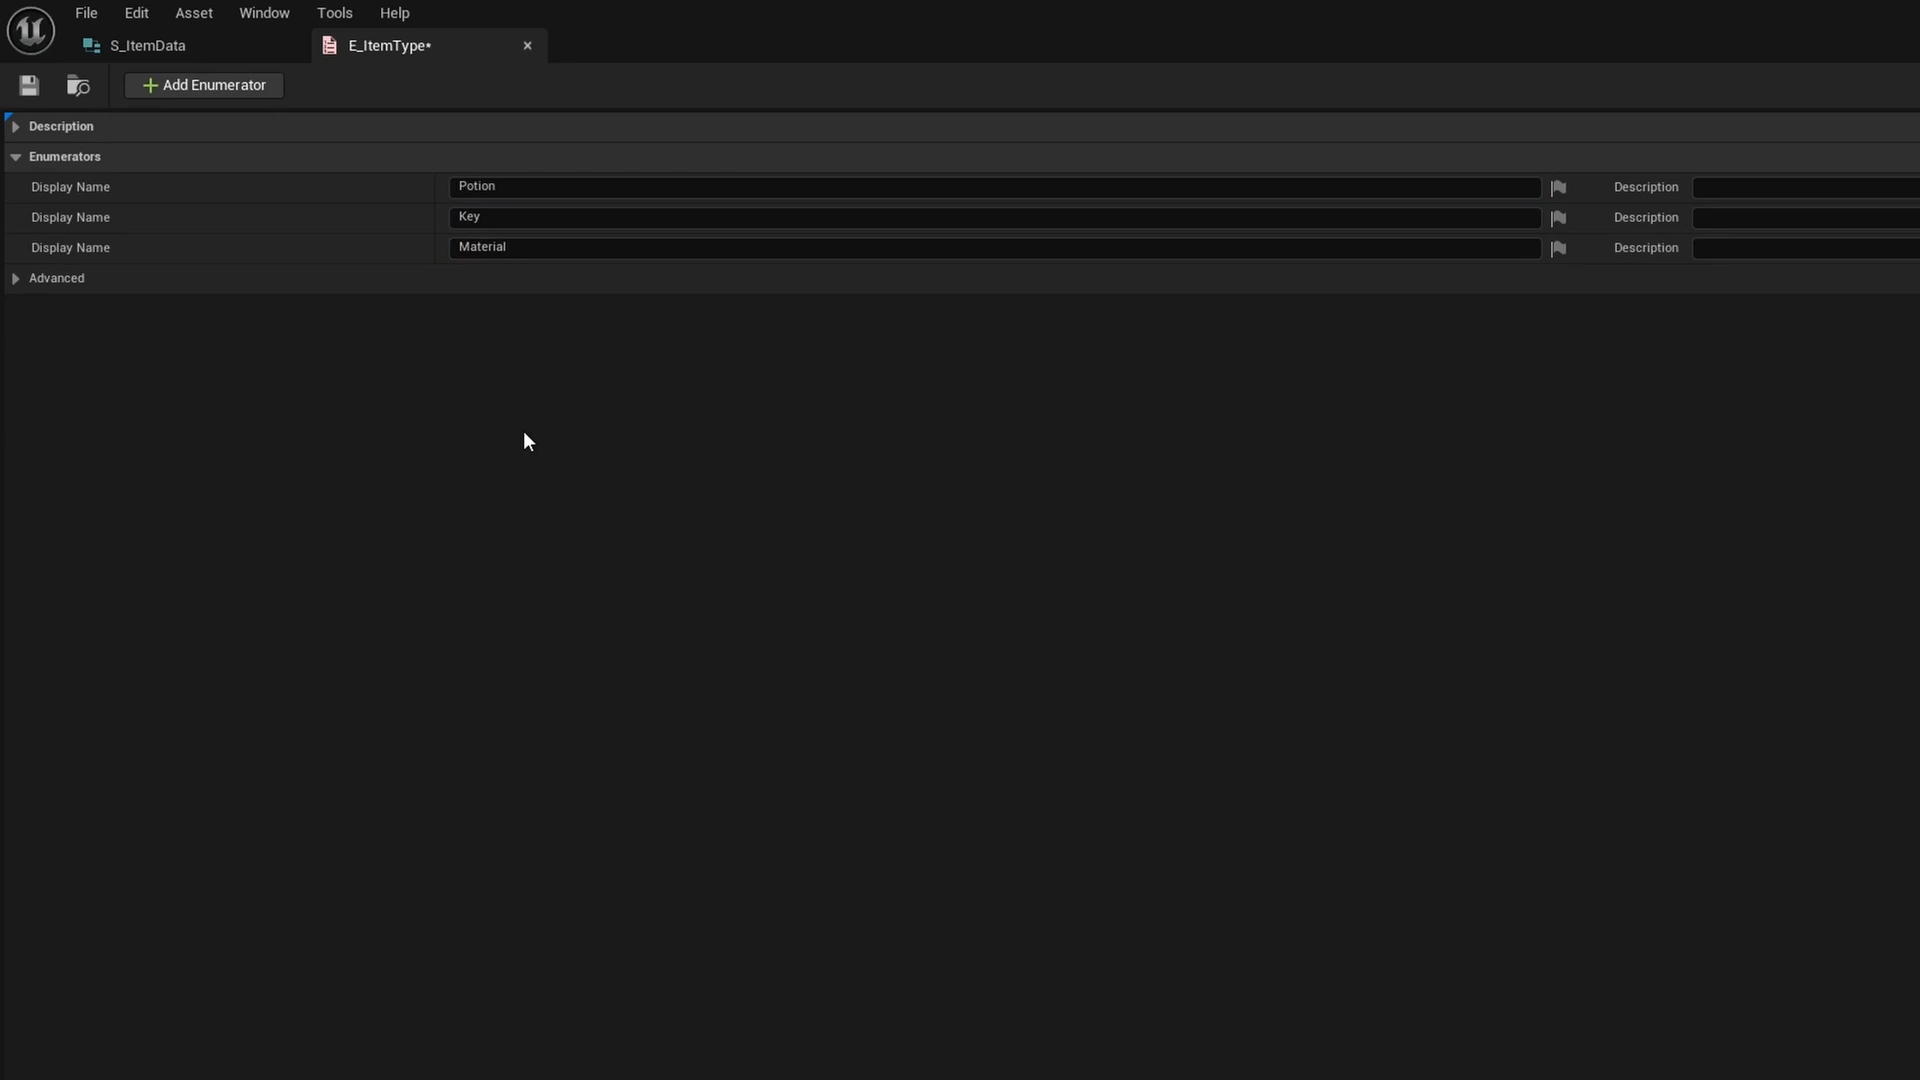 File Edit Asset Window Tools Help
S_ItemData E_ItemType*
Add Enumerator
Description
Enumerators
Display Name Potion Description
Display Name Key Description
Display Name Material Description
Advanced